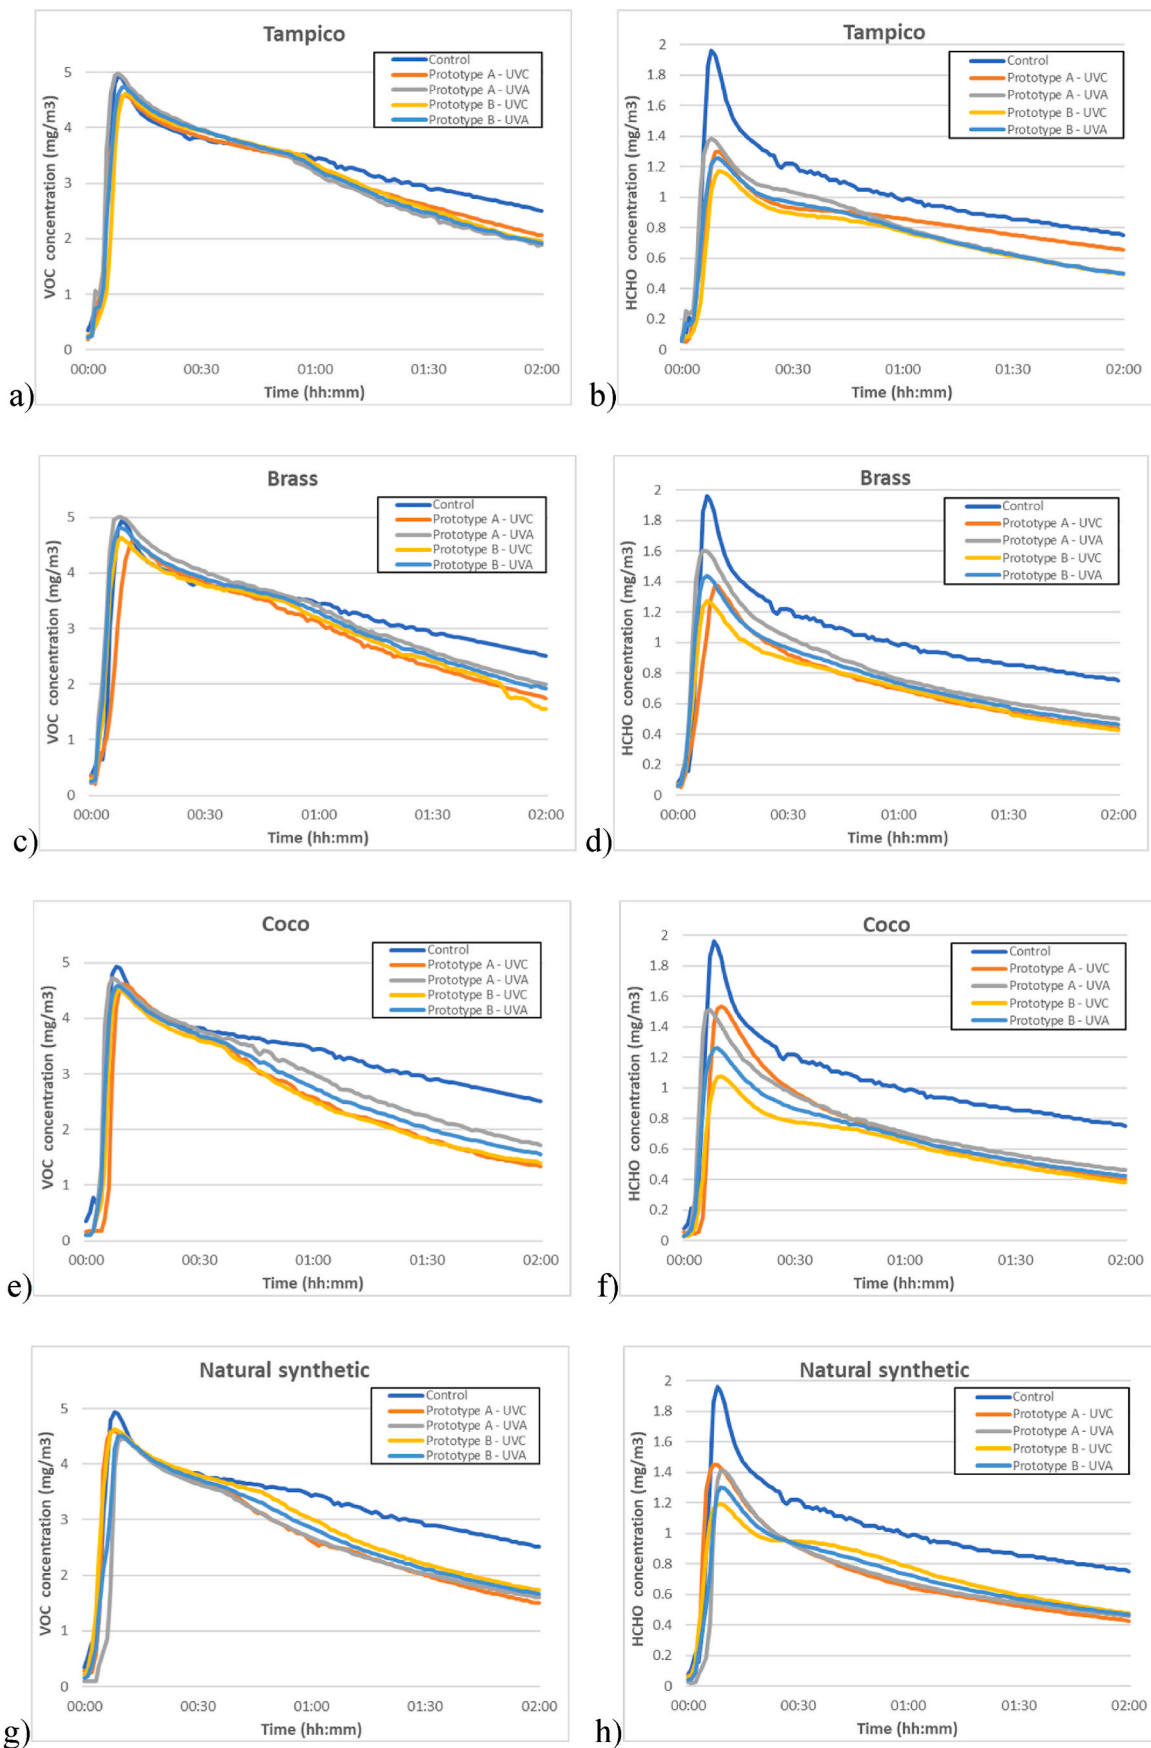 Tampico
Control
Prototype A - UVC
Prototype A - UVA
Prototype B - UVC
Prototype B - UVA
VOC concentration (mg/m3)
5
4
3
2
1
0
00:00 00:30 01:00 01:30 02:00
Time (hh:mm)
a)
Tampico
Control
Prototype A - UVC
Prototype A - UVA
Prototype B - UVC
Prototype B - UVA
HCHO concentration (mg/m3)
2
1.8
1.6
1.4
1.2
1
0.8
0.6
0.4
0.2
0
00:00 00:30 01:00 01:30 02:00
Time (hh:mm)
b)
Brass
Control
Prototype A - UVC
Prototype A - UVA
Prototype B - UVC
Prototype B - UVA
VOC concentration (mg/m3)
5
4
3
2
1
0
00:00 00:30 01:00 01:30 02:00
Time (hh:mm)
c)
Brass
Control
Prototype A - UVC
Prototype A - UVA
Prototype B - UVC
Prototype B - UVA
HCHO concentration (mg/m3)
2
1.8
1.6
1.4
1.2
1
0.8
0.6
0.4
0.2
0
00:00 00:30 01:00 01:30 02:00
Time (hh:mm)
d)
Coco
Control
Prototype A - UVC
Prototype A - UVA
Prototype B - UVC
Prototype B - UVA
VOC concentration (mg/m3)
5
4
3
2
1
0
00:00 00:30 01:00 01:30 02:00
Time (hh:mm)
e)
Coco
Control
Prototype A - UVC
Prototype A - UVA
Prototype B - UVC
Prototype B - UVA
HCHO concentration (mg/m3)
2
1.8
1.6
1.4
1.2
1
0.8
0.6
0.4
0.2
0
00:00 00:30 01:00 01:30 02:00
Time (hh:mm)
f)
Natural synthetic
Control
Prototype A - UVC
Prototype A - UVA
Prototype B - UVC
Prototype B - UVA
VOC concentration (mg/m3)
5
4
3
2
1
0
00:00 00:30 01:00 01:30 02:00
Time (hh:mm)
g)
Natural synthetic
Control
Prototype A - UVC
Prototype A - UVA
Prototype B - UVC
Prototype B - UVA
HCHO concentration (mg/m3)
2
1.8
1.6
1.4
1.2
1
0.8
0.6
0.4
0.2
0
00:00 00:30 01:00 01:30 02:00
Time (hh:mm)
h)